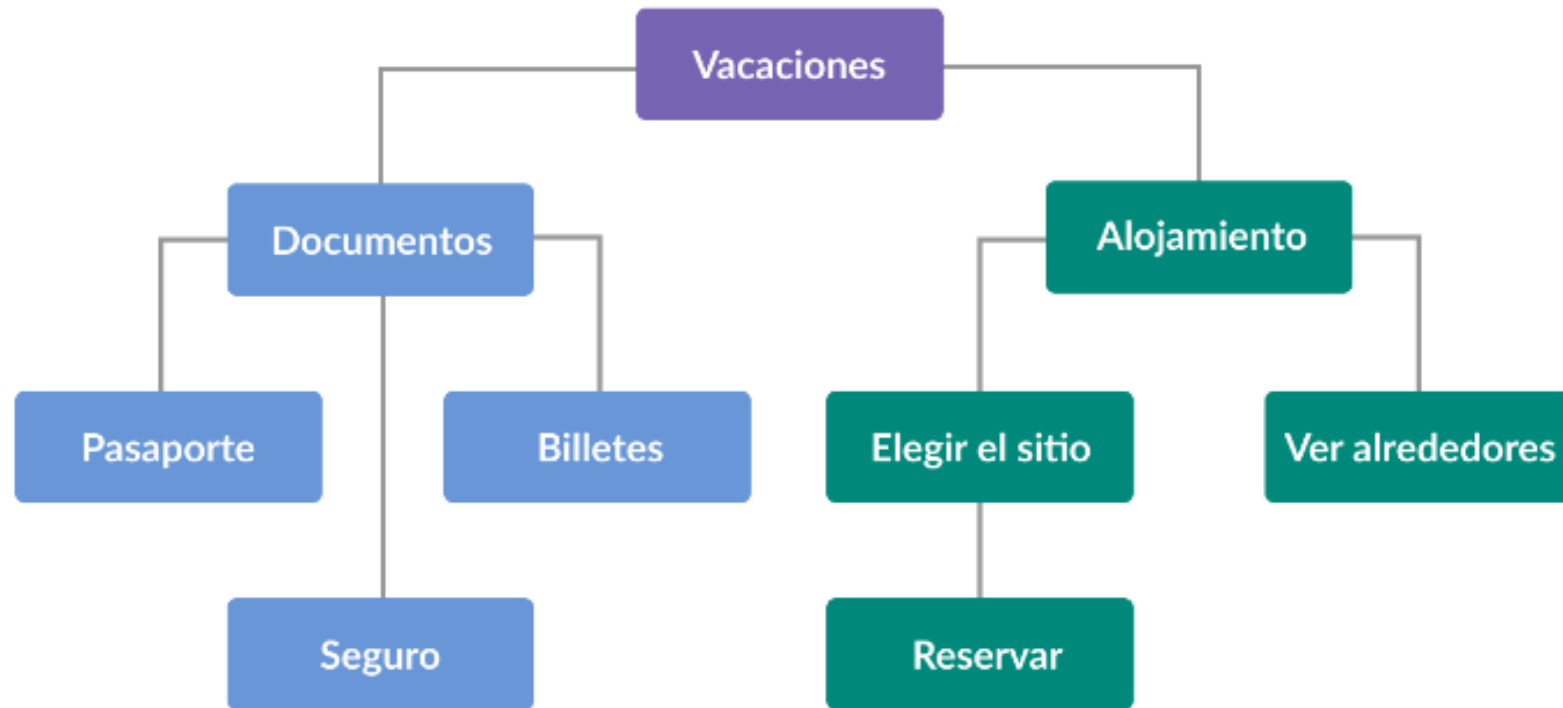 Vacaciones
Documentos
Alojamiento
Pasaporte
Billetes
Elegir el sitio
Ver alrededores
Seguro
Reservar